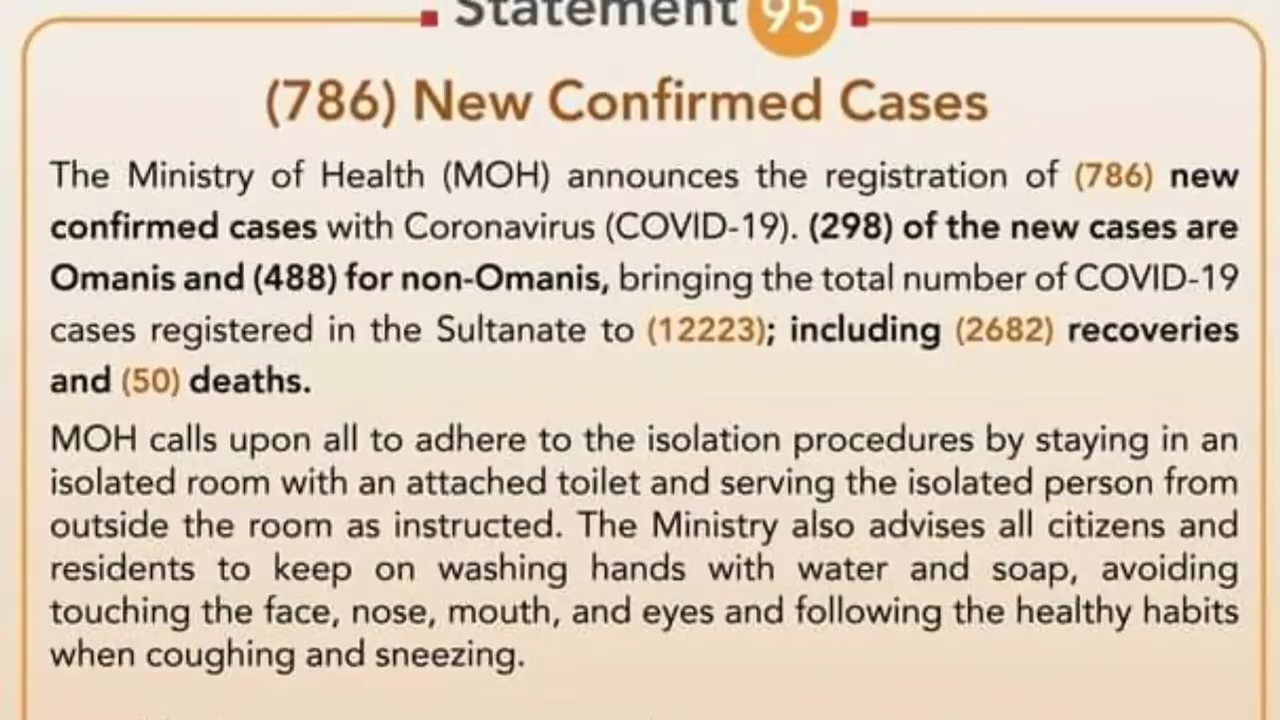 Statement 95
(786) New Confirmed Cases
The Ministry of Health (MOH) announces the registration of (786) new
confirmed cases with Coronavirus (COVID-19). (298) of the new cases are
Omanis and (488) for non-Omanis, bringing the total number of COVID-19
cases registered in the Sultanate to (12223); including (2682) recoveries
and (50) deaths.
MOH calls upon all to adhere to the isolation procedures by staying in an
isolated room with an attached toilet and serving the isolated person from
outside the room as instructed. The Ministry also advises all citizens and
residents to keep on washing hands with water and soap, avoiding
touching the face, nose, mouth, and eyes and following the healthy habits
when coughing and sneezing.